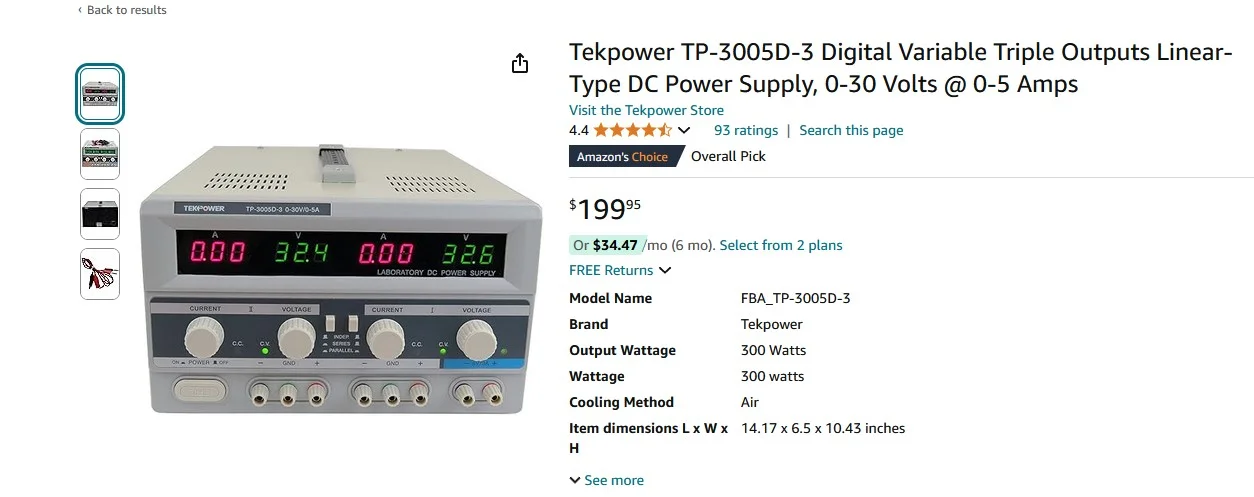 ‹ Back to results
Tekpower TP-3005D-3 Digital Variable Triple Outputs Linear-
Type DC Power Supply, 0-30 Volts @ 0-5 Amps
Visit the Tekpower Store
4.4
93 ratings | Search this page
Amazon's Choice
Overall Pick
$199⁹⁵
Or $34.47 /mo (6 mo). Select from 2 plans
FREE Returns
Model Name FBA_TP-3005D-3
Brand Tekpower
Output Wattage 300 Watts
Wattage 300 watts
Cooling Method Air
Item dimensions L x W x H 14.17 x 6.5 x 10.43 inches
See more
TEKPOWER TP-3005D-3 0-30V/0-5A
A V A V
0.00 32.4 0.00 32.6
LABORATORY DC POWER SUPPLY
CURRENT I VOLTAGE CURRENT I VOLTAGE
C.C. C.V. C.C. C.V.
INDEP
SERIES
PARALLEL
ON POWER OFF
− GND + − GND +